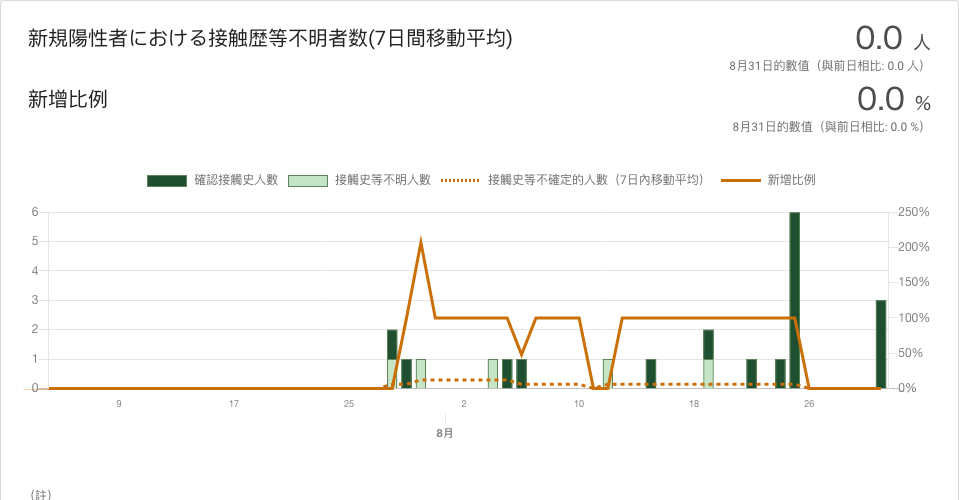 新規陽性者における接触歴等不明者数(7日間移動平均)
0.0 人
8月31日的數值（與前日相比: 0.0 人）
新增比例
0.0 %
8月31日的數值（與前日相比: 0.0 %）
確認接觸史人數 接觸史等不明人數 接觸史等不確定的人數（7日內移動平均） 新增比例
6 250%
5 200%
4 150%
3 100%
2 50%
1 0%
0
9 17 25 2 10 18 26
8月
（註）